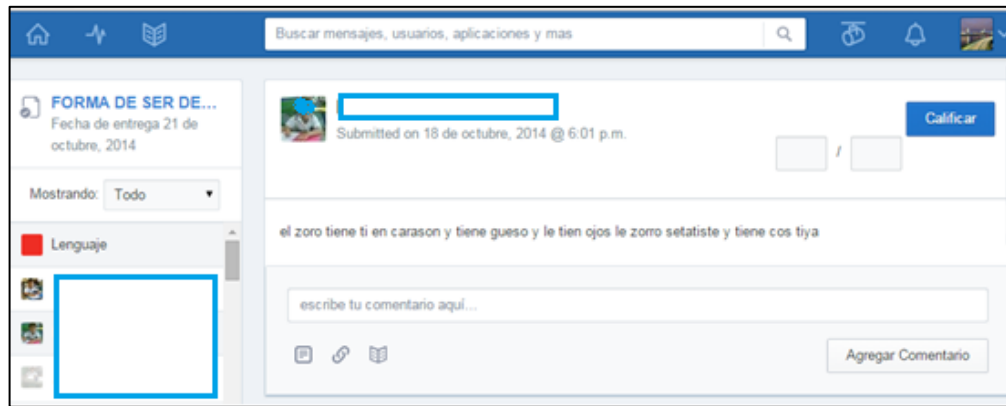 Buscar mensajes, usuarios, aplicaciones y mas
FORMA DE SER DE...
Fecha de entrega 21 de
octubre, 2014
Mostrando: Todo
Lenguaje
Submitted on 18 de octubre, 2014 @ 6:01 p.m.
/
Calificar
el zoro tiene ti en carason y tiene gueso y le tien ojos le zorro setatiste y tiene cos tiya
escribe tu comentario aquí...
Agregar Comentario